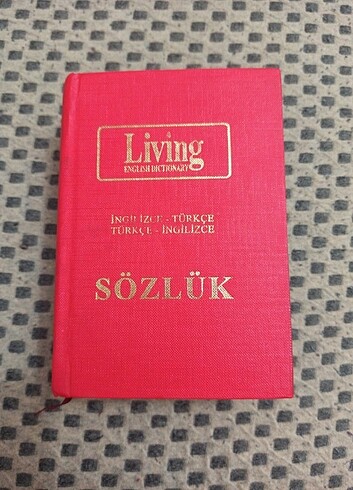 Living
ENGLISH DICTIONARY
İNGİLİZCE - TÜRKÇE
TÜRKÇE - İNGİLİZCE
SÖZLÜK